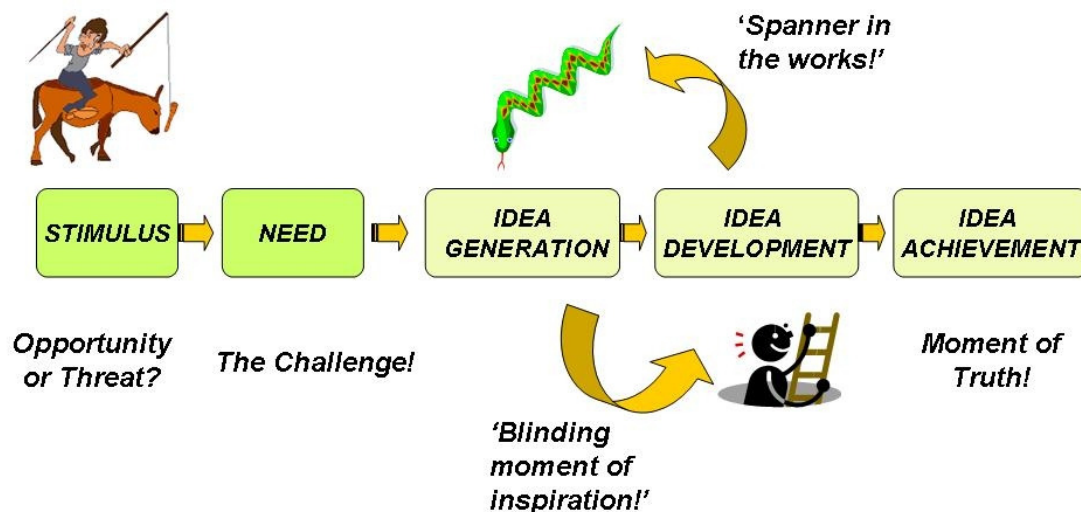 ‘Spanner in
the works!’
STIMULUS
NEED
IDEA
GENERATION
IDEA
DEVELOPMENT
IDEA
ACHIEVEMENT
Opportunity
or Threat?
The Challenge!
Moment of
Truth!
‘Blinding
moment of
inspiration!’